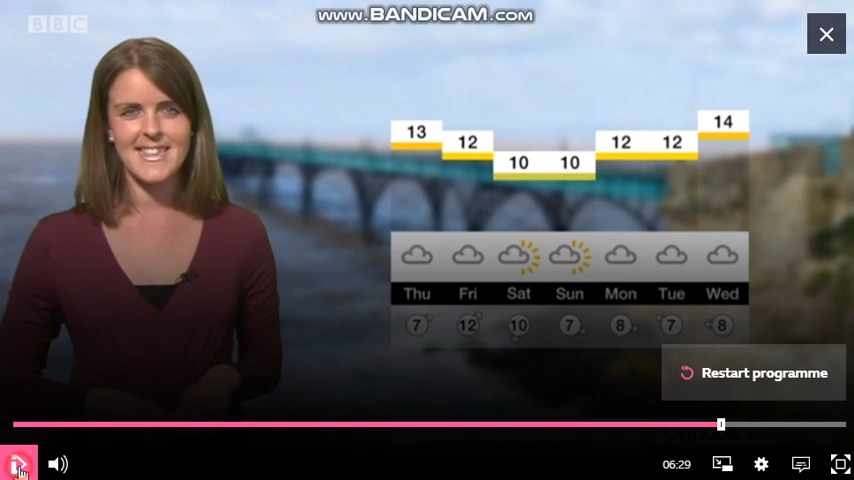 www.BANDICAM.com
BBC
13 12 10 10 12 12 14
Thu Fri Sat Sun Mon Tue Wed
7 12 10 7 8 7 8
Restart programme
06:29